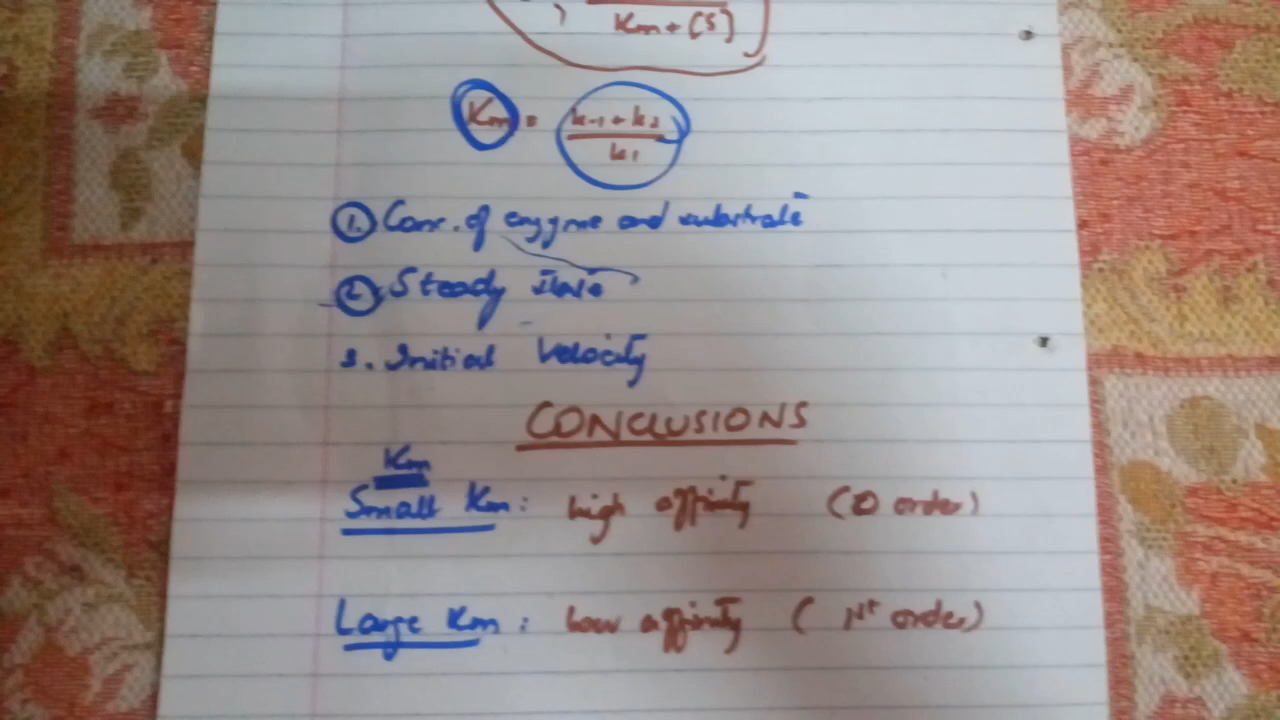 Km + [S]
Km = k-1 + k2
k1
1. Conc. of enzyme and substrate
2. Steady state
3. Initial Velocity
CONCLUSIONS
Km
Small Km: high affinity (0 order)
Large Km: low affinity (1st order)